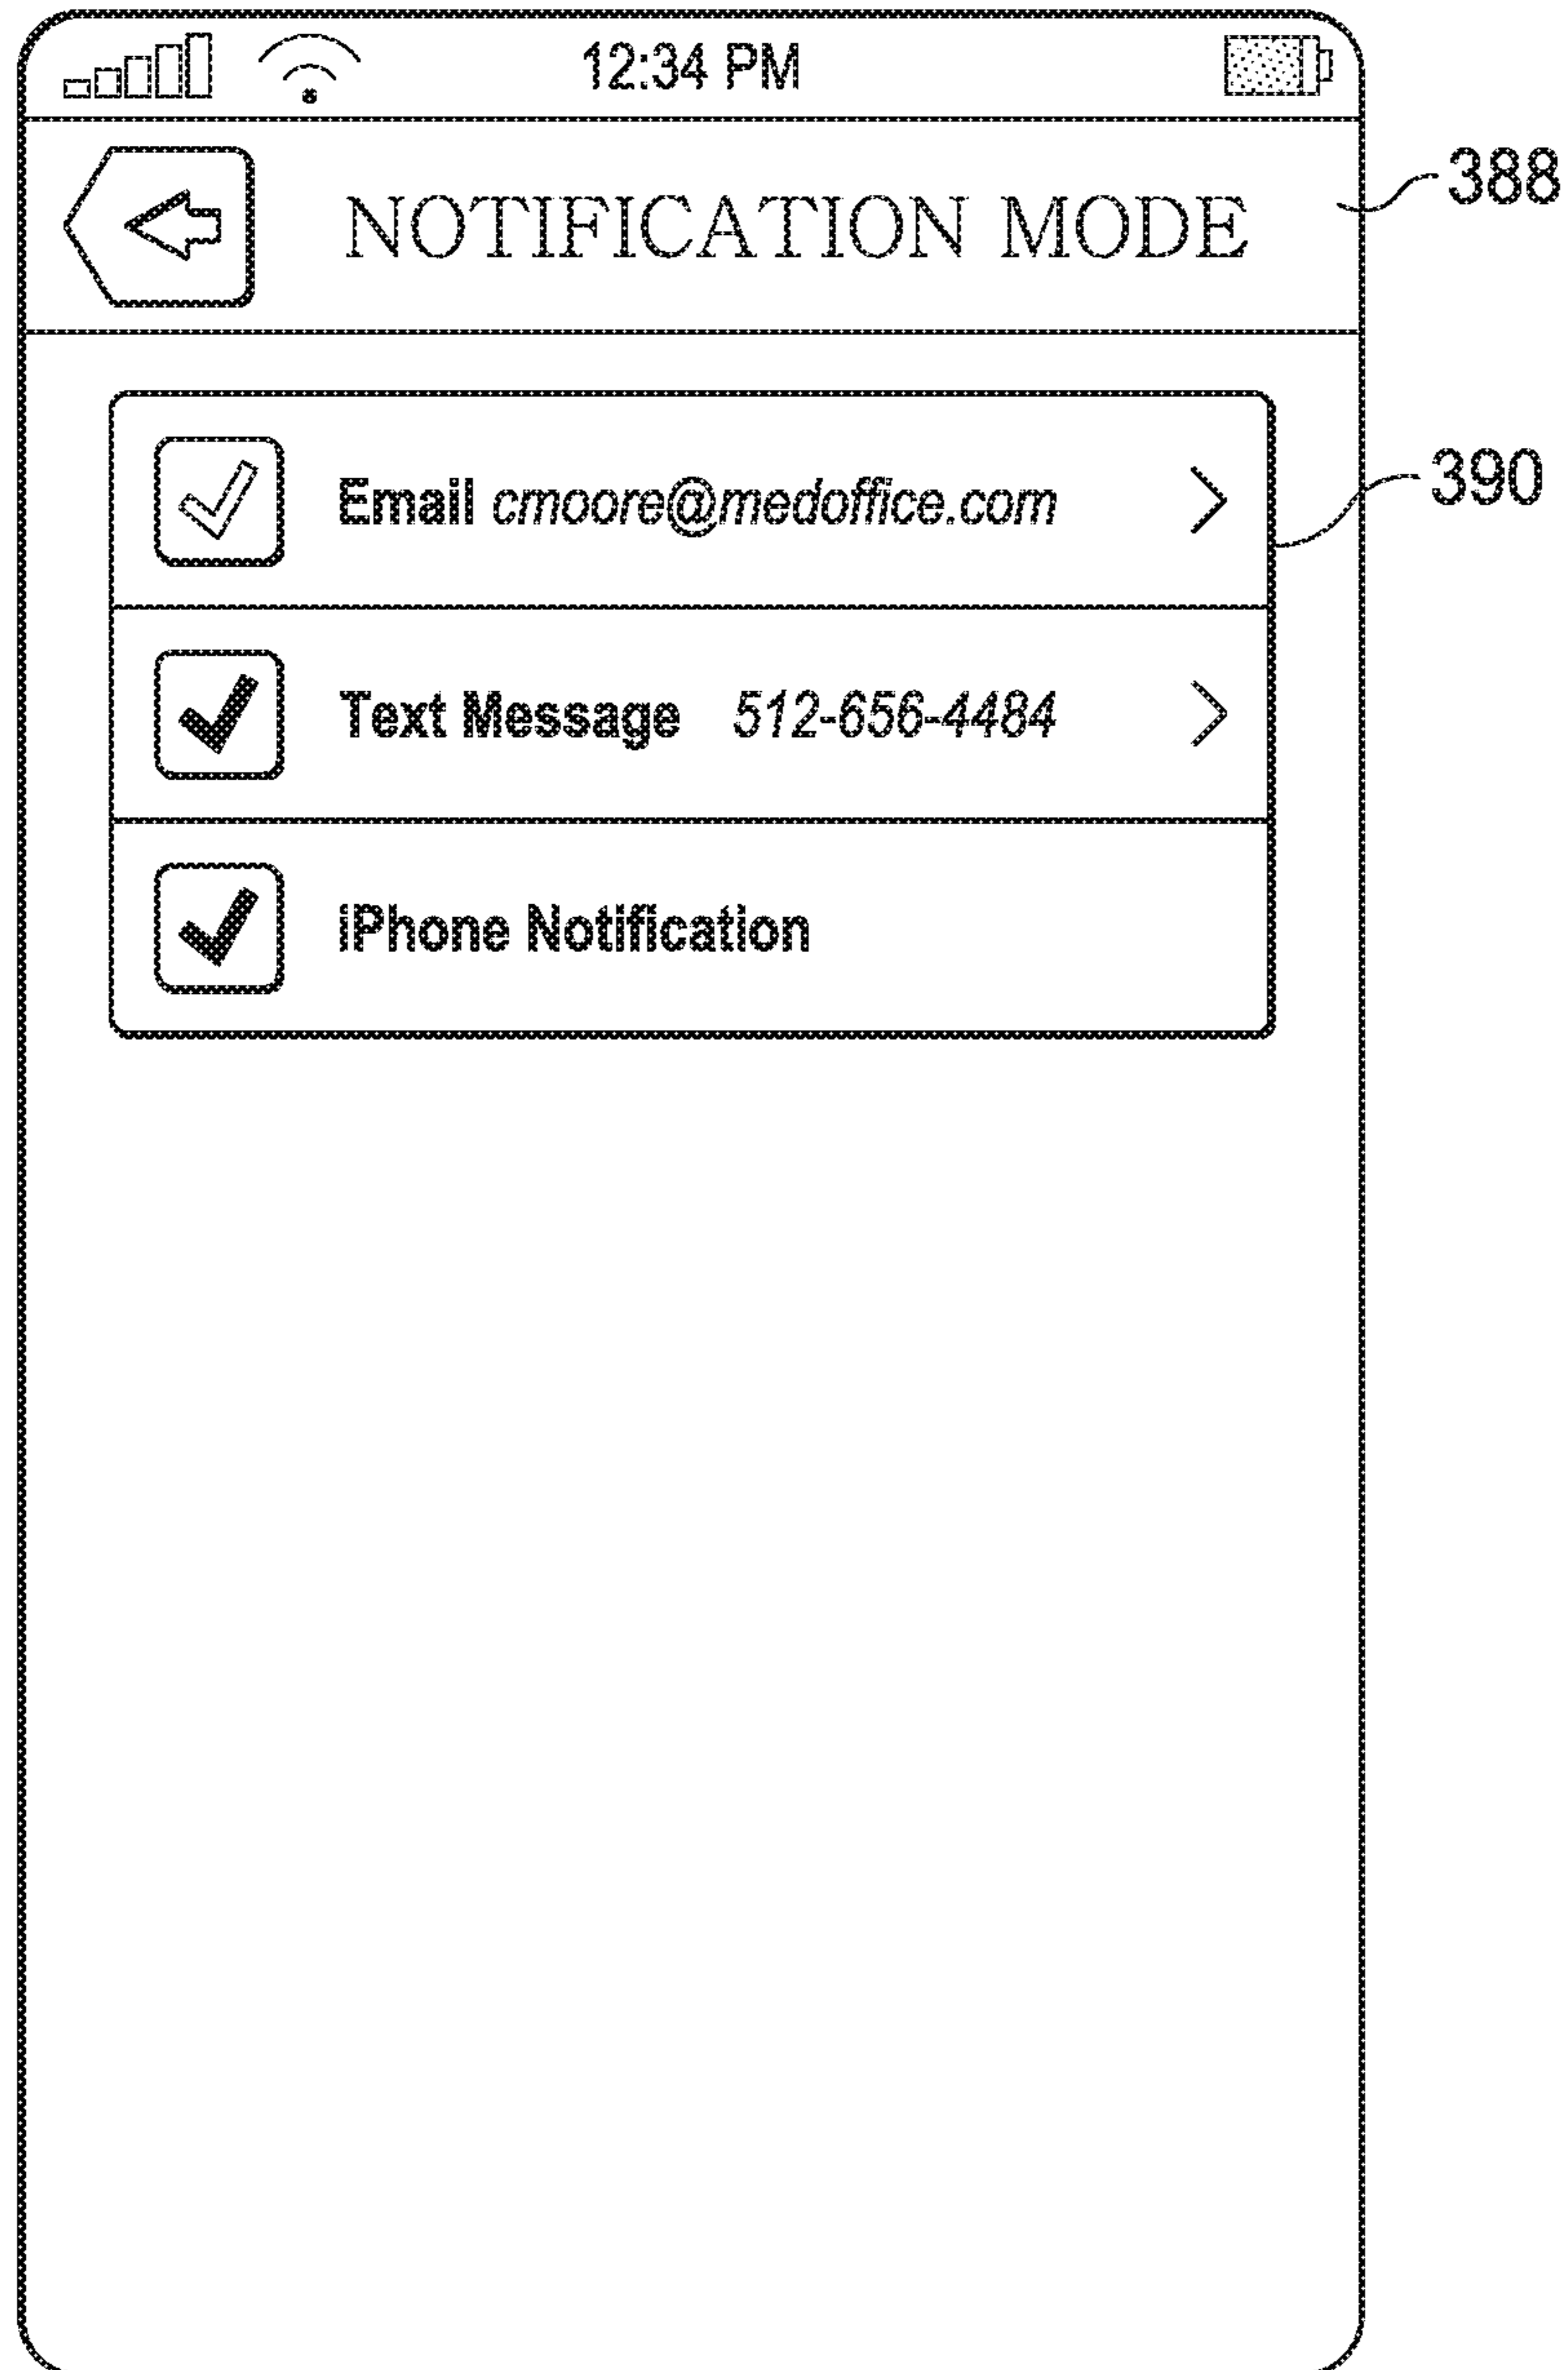 12:34 PM
NOTIFICATION MODE
388
Email cmoore@medoffice.com
390
Text Message 512-656-4484
iPhone Notification